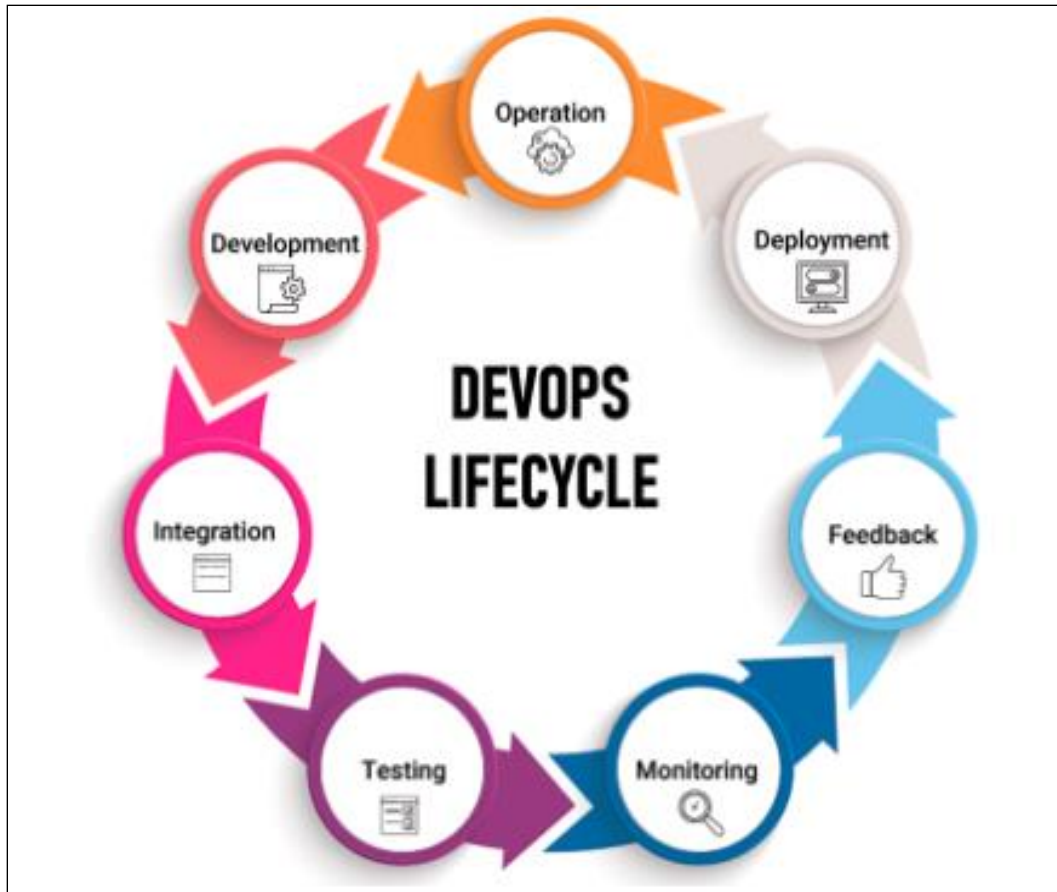 Operation
Development
Deployment
DEVOPS
LIFECYCLE
Integration
Feedback
Testing
Monitoring